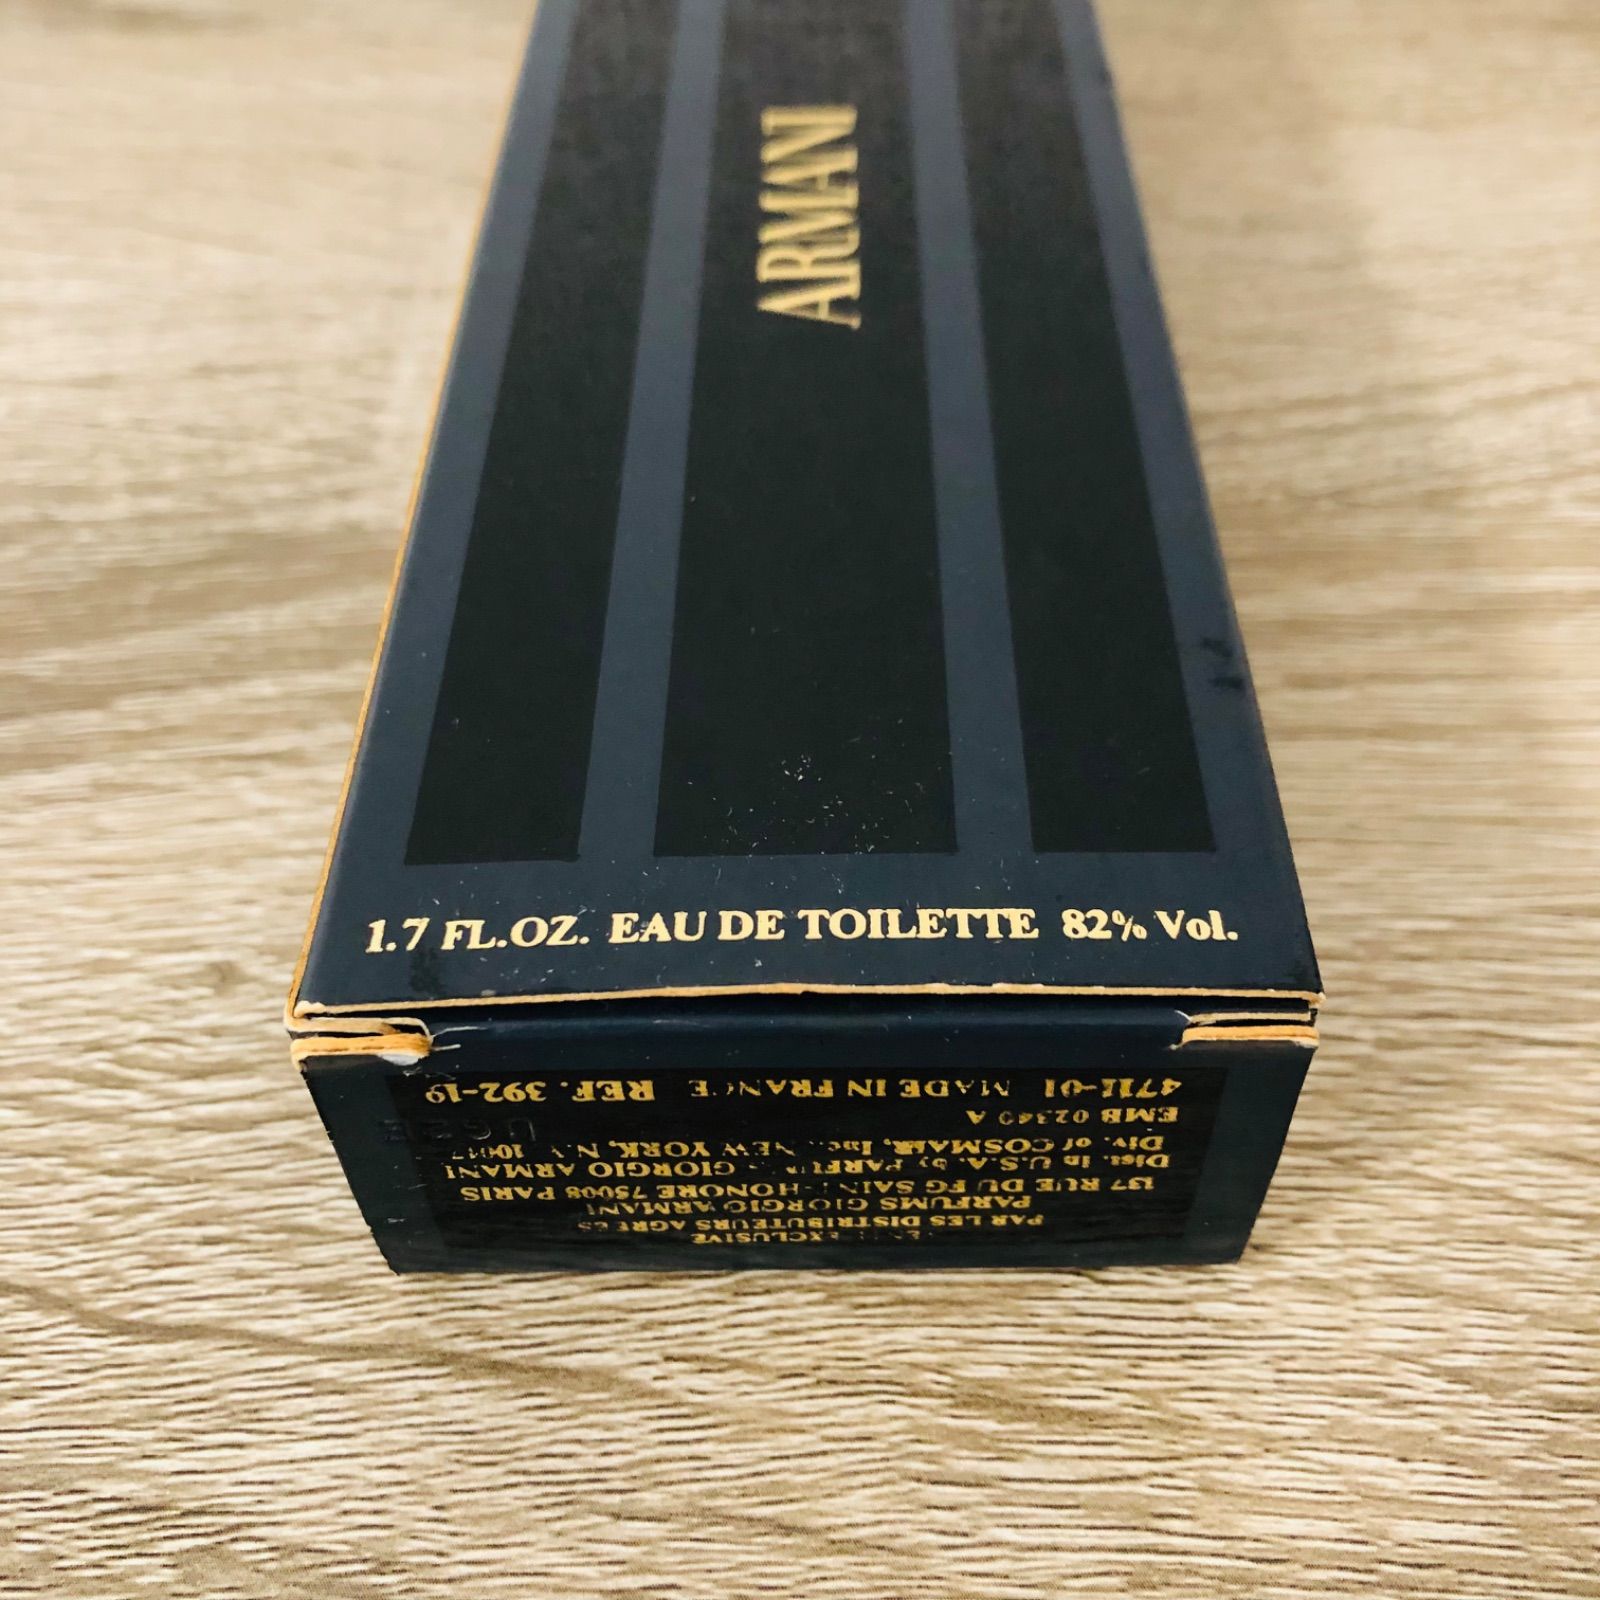 ARMANI
1.7 FL.OZ. EAU DE TOILETTE 82% Vol.
EXCLUSIVE
PAR LES DISTRIBUTEURS AGREES
PARFUMS GIORGIO ARMANI
137 RUE DU FG SAINT-HONORE 75008 PARIS
Dist. in U.S.A. by PARFUMS GIORGIO ARMANI
Div. of COSMAIR, Inc., NEW YORK, N.Y. 10017
EMB 02340 A
4711-01 MADE IN FRANCE REF. 392-19